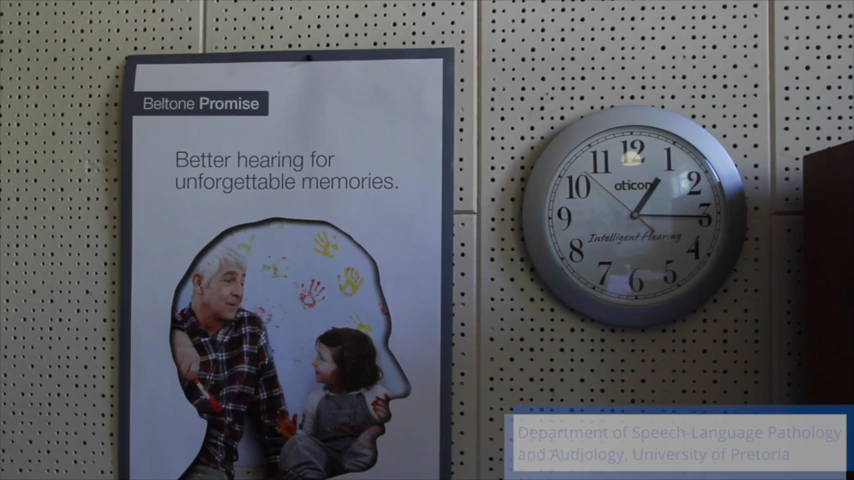 Beltone Promise
Better hearing for
unforgettable memories.
12
11 1
oticon
10 2
9 3
Intelligent Hearing
8 4
7 5
6
Department of Speech-Language Pathology
and Audiology, University of Pretoria